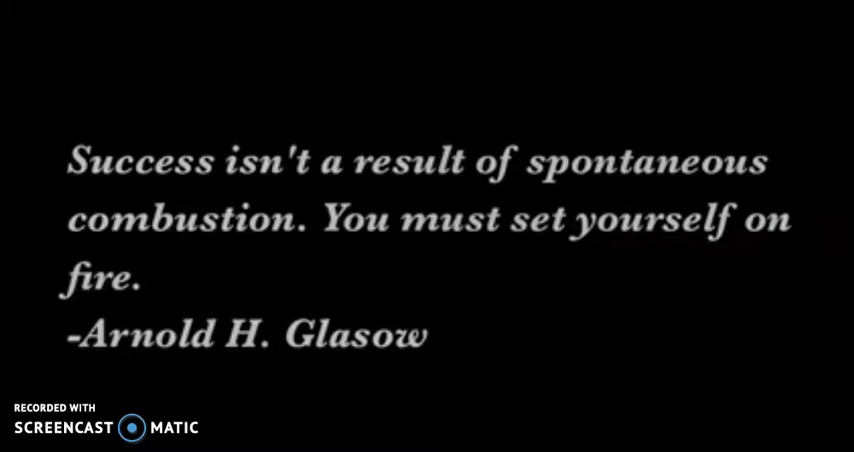 Success isn't a result of spontaneous
combustion. You must set yourself on
fire.
-Arnold H. Glasow
RECORDED WITH
SCREENCAST MATIC